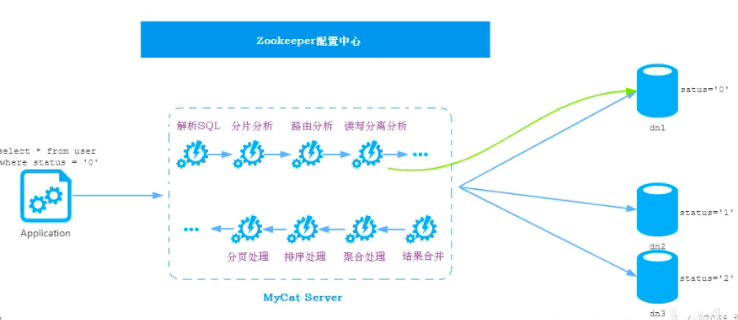 Zookeeper配置中心
select * from user
where status = '0'
Application
解析SQL 分片分析 路由分析 读写分离分析
...
...
分页处理 排序处理 聚合处理 结果合并
MyCat Server
satus='0'
dn1
status='1'
dn2
status='2'
dn3